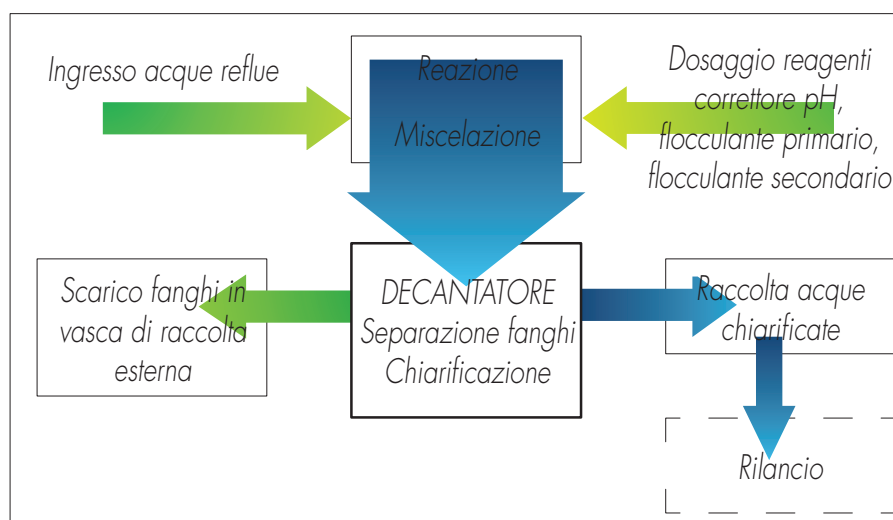 Ingresso acque reflue
Reazione
Miscelazione
Dosaggio reagenti
correttore pH,
flocculante primario,
flocculante secondario
Scarico fanghi in
vasca di raccolta
esterna
DECANTATORE
Separazione fanghi
Chiarificazione
Raccolta acque
chiarificate
Rilancio